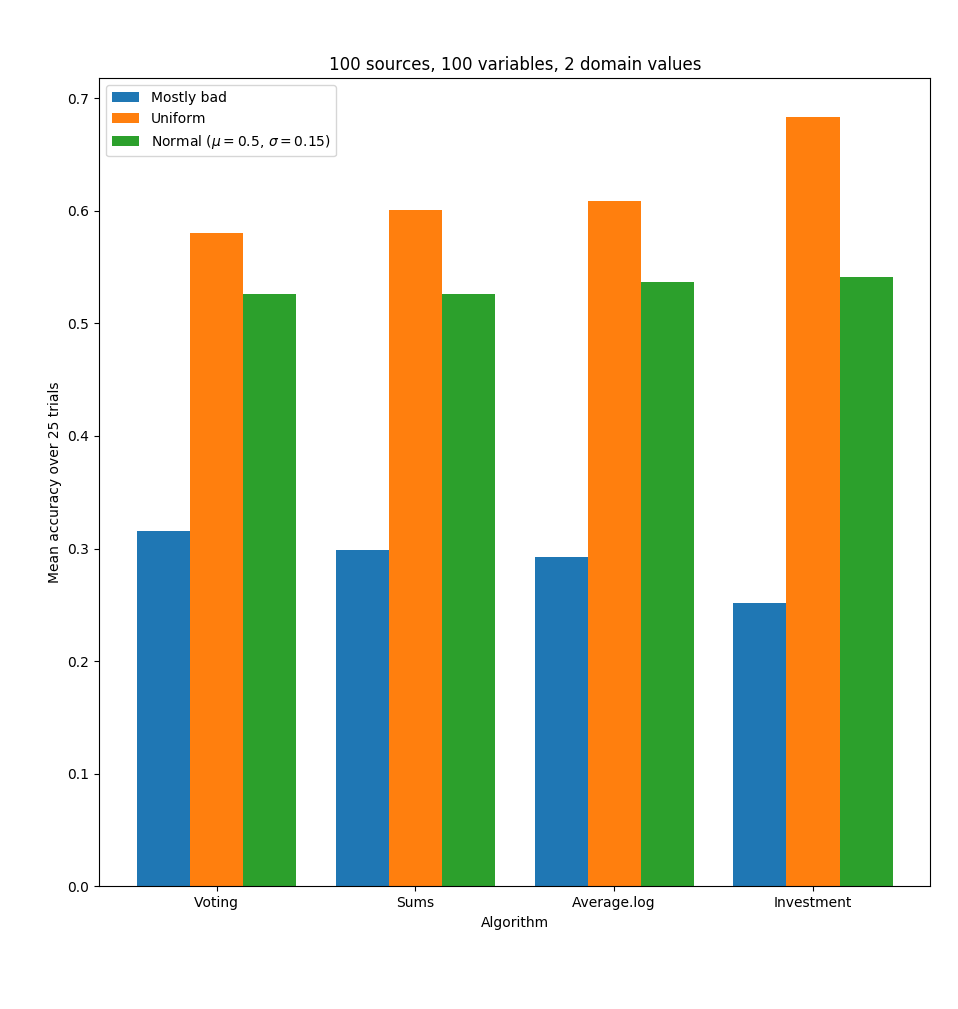 100 sources, 100 variables, 2 domain values
Mostly bad
Uniform
Normal (μ = 0.5, σ = 0.15)
0.7
0.6
0.5
0.4
0.3
0.2
0.1
0.0
Mean accuracy over 25 trials
Voting Sums Average.log Investment
Algorithm